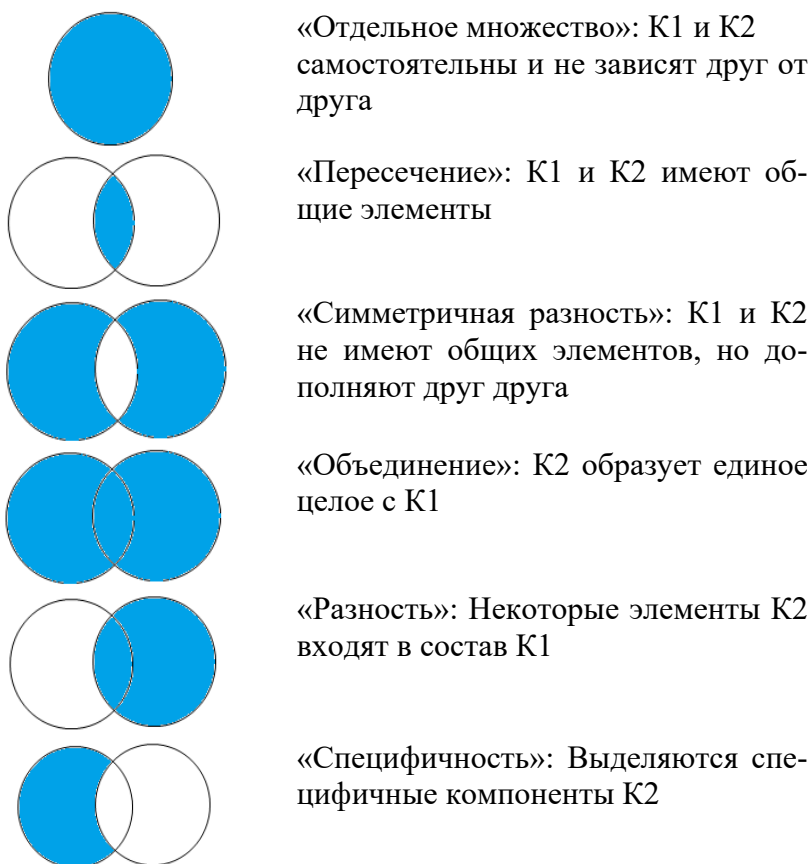 «Отдельное множество»: К1 и К2
самостоятельны и не зависят друг от
друга
«Пересечение»: К1 и К2 имеют об-
щие элементы
«Симметричная разность»: К1 и К2
не имеют общих элементов, но до-
полняют друг друга
«Объединение»: К2 образует единое
целое с К1
«Разность»: Некоторые элементы К2
входят в состав К1
«Специфичность»: Выделяются спе-
цифичные компоненты К2